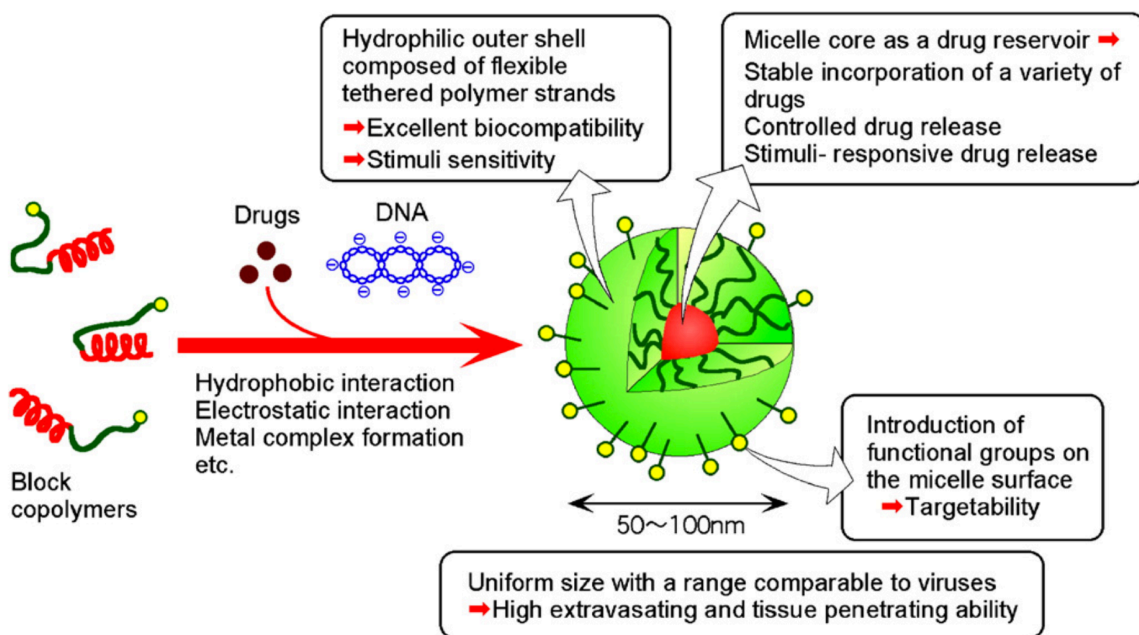 Hydrophilic outer shell
composed of flexible
tethered polymer strands
➡Excellent biocompatibility
➡Stimuli sensitivity
Micelle core as a drug reservoir ➡
Stable incorporation of a variety of
drugs
Controlled drug release
Stimuli- responsive drug release
Drugs
DNA
Hydrophobic interaction
Electrostatic interaction
Metal complex formation
etc.
Block
copolymers
50～100nm
Introduction of
functional groups on
the micelle surface
➡Targetability
Uniform size with a range comparable to viruses
➡High extravasating and tissue penetrating ability